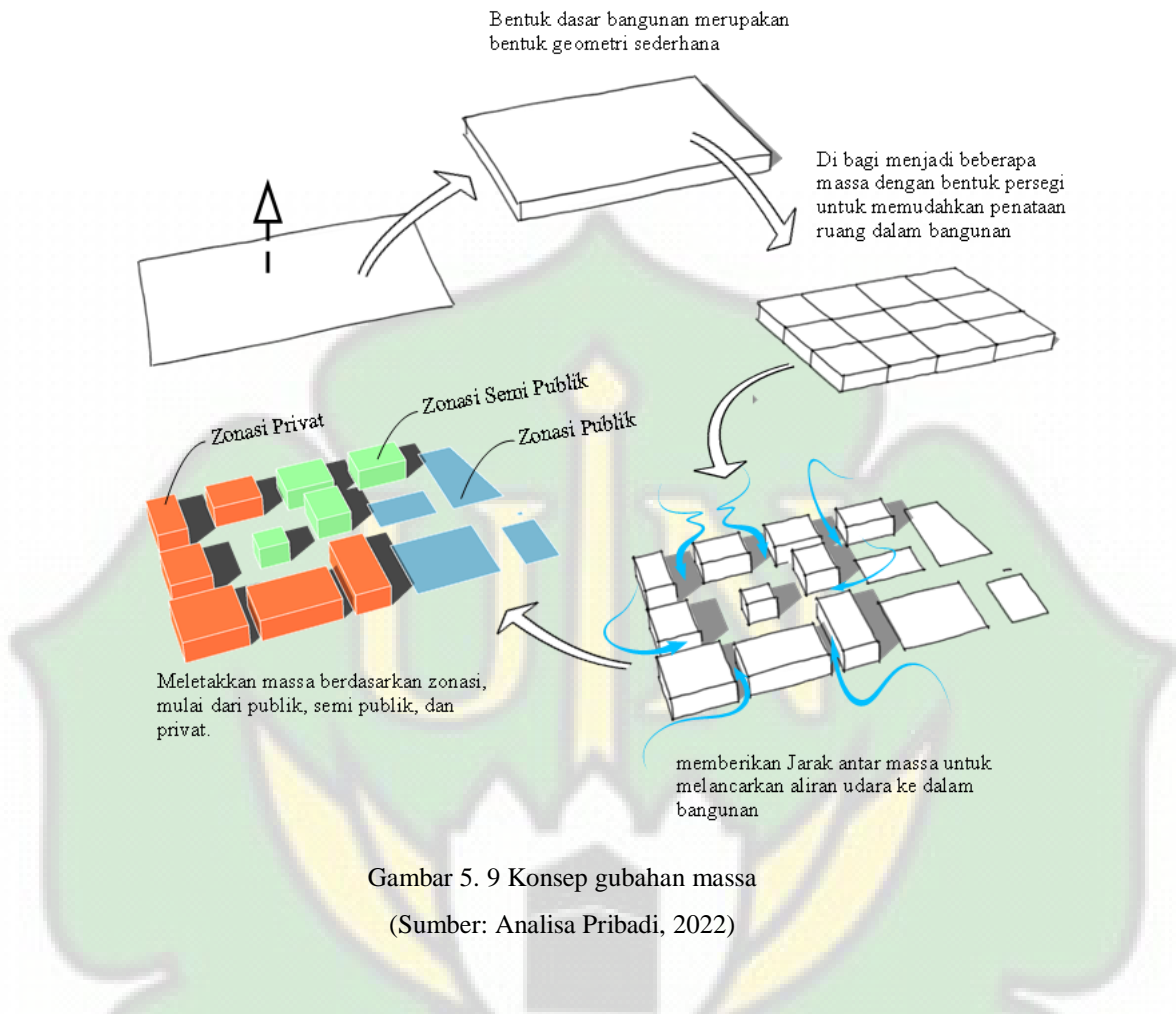 Bentuk dasar bangunan merupakan
bentuk geometri sederhana
Di bagi menjadi beberapa
massa dengan bentuk persegi
untuk memudahkan penataan
ruang dalam bangunan
Zonasi Privat
Zonasi Semi Publik
Zonasi Publik
Meletakkan massa berdasarkan zonasi,
mulai dari publik, semi publik, dan
privat.
memberikan Jarak antar massa untuk
melancarkan aliran udara ke dalam
bangunan
Gambar 5. 9 Konsep gubahan massa
(Sumber: Analisa Pribadi, 2022)
UIN